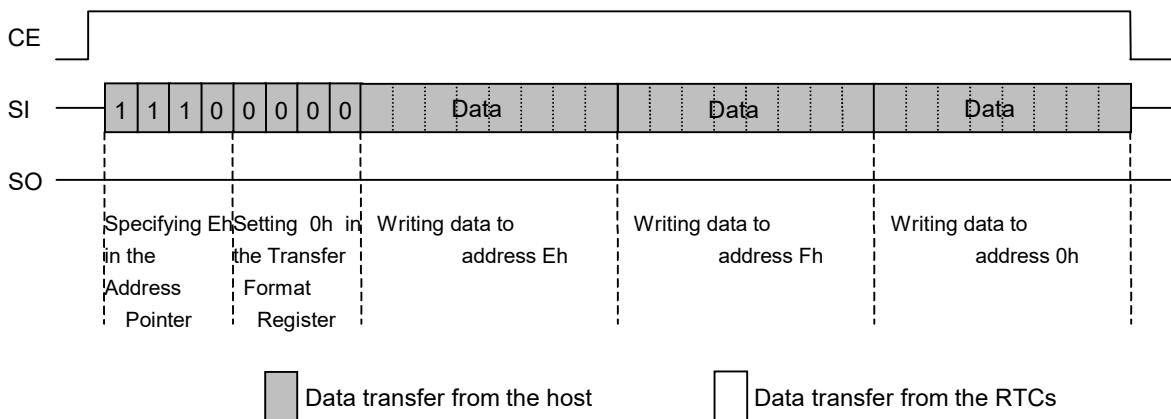 CE
SI 1 1 1 0 0 0 0 0 Data Data Data
SO
Specifying Eh Setting 0h in Writing data to Writing data to Writing data to
in the the Transfer address Eh address Fh address 0h
Address Format
Pointer Register
Data transfer from the host Data transfer from the RTCs